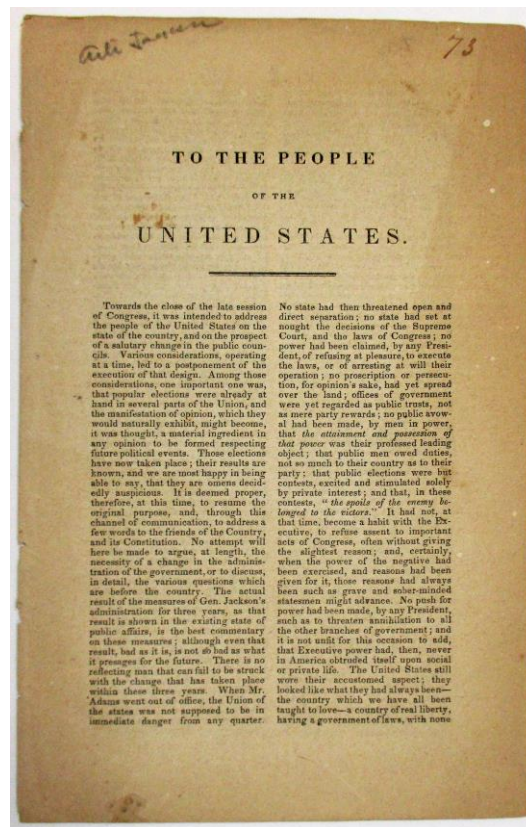 73
TO THE PEOPLE
OF THE
UNITED STATES.
Towards the close of the late session
of Congress, it was intended to address
the people of the United States on the
state of the country, and on the prospect
of a salutary change in the public coun-
cils. Various considerations, operating
at a time, led to a postponement of the
execution of that design. Among those
considerations, one important one was,
that popular elections were already at
hand in several parts of the Union, and
the manifestation of opinion, which they
would naturally exhibit, might become,
it was thought, a material ingredient in
any opinion to be formed respecting
future political events. Those elections
have now taken place; their results are
known, and we are most happy in being
able to say, that they are omens decid-
edly auspicious. It is deemed proper,
therefore, at this time, to resume the
original purpose, and, through this
channel of communication, to address a
few words to the friends of the Country,
and its Constitution. No attempt will
here be made to argue, at length, the
necessity of a change in the adminis-
tration of the government, or to discuss,
in detail, the various questions which
are before the country. The actual
result of the measures of Gen. Jackson's
administration for three years, as that
result is shown in the existing state of
public affairs, is the best commentary
on these measures; although even that
result, bad as it is, is not so bad as what
it presages for the future. There is no
reflecting man that can fail to be struck
with the change that has taken place
within these three years. When Mr.
Adams went out of office, the Union of
the states was not supposed to be in
immediate danger from any quarter.
No state had then threatened open and
direct separation; no state had set at
nought the decisions of the Supreme
Court, and the laws of Congress; no
power had been claimed, by any Presi-
dent, of refusing at pleasure, to execute
the laws, or of arresting at will their
operation; no proscription or persecu-
tion, for opinion's sake, had yet spread
over the land; offices of government
were yet regarded as public trusts, not
as mere party rewards; no public avow-
al had been made, by men in power,
that the attainment and possession of
that power was their professed leading
object; that public men owed duties,
not so much to their country as to their
party; that public elections were but
contests, excited and stimulated solely
by private interest; and that, in these
contests, "the spoils of the enemy be-
longed to the victors." It had not, at
that time, become a habit with the Ex-
ecutive, to refuse assent to important
acts of Congress, often without giving
the slightest reason; and, certainly,
when the power of the negative had
been exercised, and reasons had been
given for it, those reasons had always
been such as grave and sober-minded
statesmen might advance. No push for
power had been made, by any President,
such as to threaten annihilation to all
the other branches of government; and
it is not unfit for this occasion to add,
that Executive power had, then, never
in America obtruded itself upon social
or private life. The United States still
wore their accustomed aspect; they
looked like what they had always been—
the country which we have all been
taught to love—a country of real liberty,
having a government of laws, with none